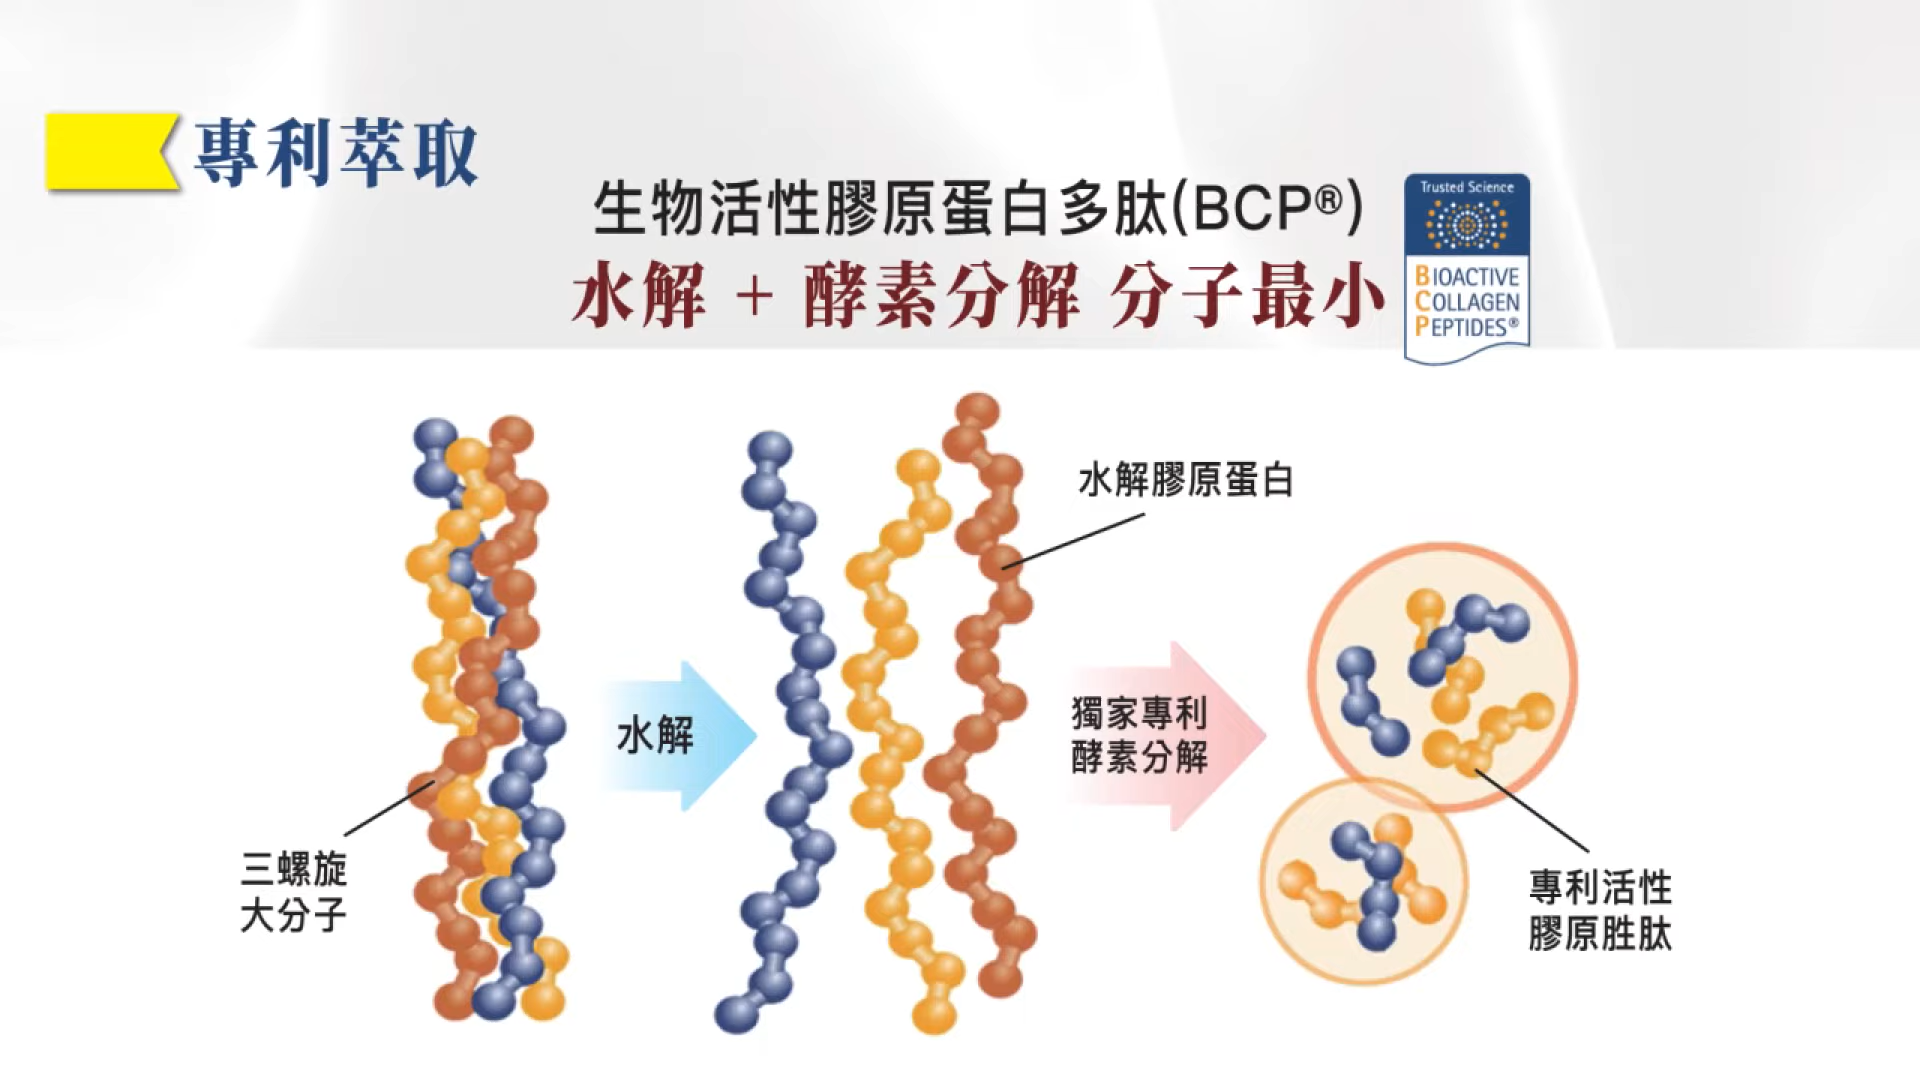 專利萃取
生物活性膠原蛋白多肽(BCP®)
水解 + 酵素分解 分子最小
Trusted Science
BIOACTIVE
COLLAGEN
PEPTIDES®
水解膠原蛋白
水解
獨家專利
酵素分解
三螺旋
大分子
專利活性
膠原胜肽